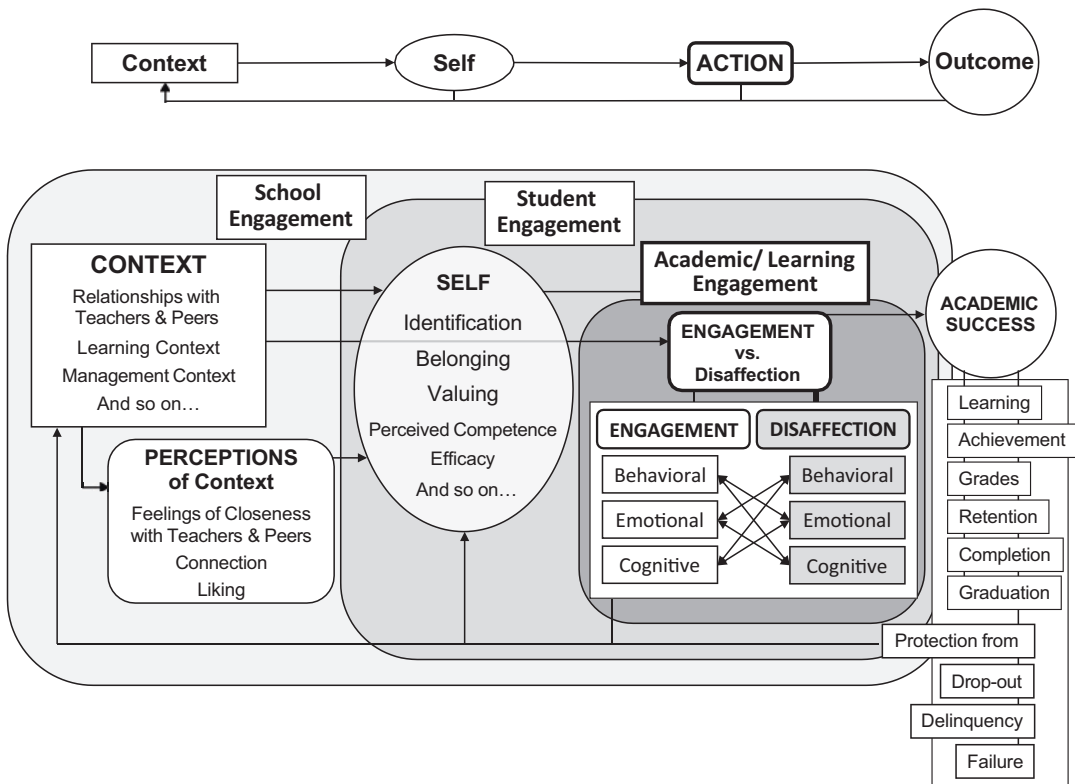 Context
Self
ACTION
Outcome
School
Engagement
Student
Engagement
Academic/ Learning
Engagement
CONTEXT
Relationships with
Teachers & Peers
Learning Context
Management Context
And so on…
PERCEPTIONS
of Context
Feelings of Closeness
with Teachers & Peers
Connection
Liking
SELF
Identification
Belonging
Valuing
Perceived Competence
Efficacy
And so on…
ENGAGEMENT
vs.
Disaffection
ENGAGEMENT
DISAFFECTION
Behavioral
Behavioral
Emotional
Emotional
Cognitive
Cognitive
ACADEMIC
SUCCESS
Learning
Achievement
Grades
Retention
Completion
Graduation
Protection from
Drop-out
Delinquency
Failure